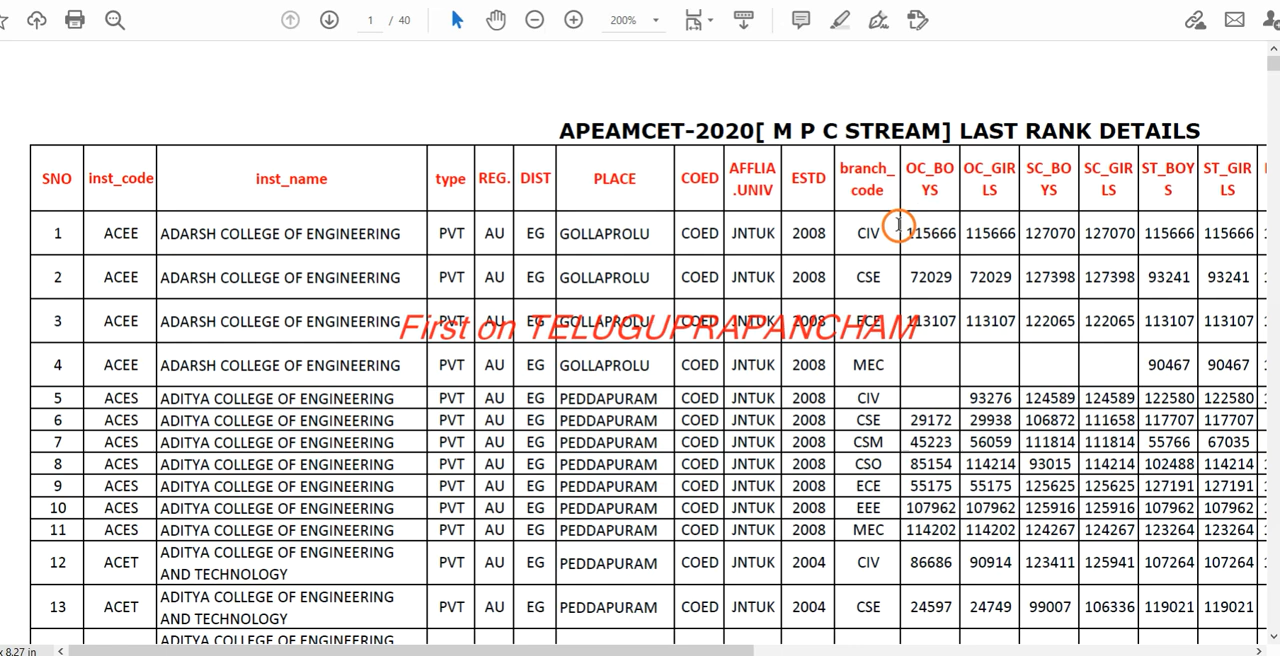 1 / 40 200%
APEAMCET-2020[ M P C STREAM] LAST RANK DETAILS
SNO inst_code inst_name type REG. DIST PLACE COED AFFLIA.UNIV ESTD branch_code OC_BOYS OC_GIRLS SC_BOYS SC_GIRLS ST_BOYS ST_GIRLS
1 ACEE ADARSH COLLEGE OF ENGINEERING PVT AU EG GOLLAPROLU COED JNTUK 2008 CIV 115666 115666 127070 127070 115666 115666
2 ACEE ADARSH COLLEGE OF ENGINEERING PVT AU EG GOLLAPROLU COED JNTUK 2008 CSE 72029 72029 127398 127398 93241 93241
3 ACEE ADARSH COLLEGE OF ENGINEERING PVT AU EG GOLLAPROLU COED JNTUK 2008 ECE 113107 113107 122065 122065 113107 113107
First on TELUGUPRAPANCHAM
4 ACEE ADARSH COLLEGE OF ENGINEERING PVT AU EG GOLLAPROLU COED JNTUK 2008 MEC 90467 90467
5 ACES ADITYA COLLEGE OF ENGINEERING PVT AU EG PEDDAPURAM COED JNTUK 2008 CIV 93276 124589 124589 122580 122580
6 ACES ADITYA COLLEGE OF ENGINEERING PVT AU EG PEDDAPURAM COED JNTUK 2008 CSE 29172 29938 106872 111658 117707 117707
7 ACES ADITYA COLLEGE OF ENGINEERING PVT AU EG PEDDAPURAM COED JNTUK 2008 CSM 45223 56059 111814 111814 55766 67035
8 ACES ADITYA COLLEGE OF ENGINEERING PVT AU EG PEDDAPURAM COED JNTUK 2008 CSO 85154 114214 93015 114214 102488 114214
9 ACES ADITYA COLLEGE OF ENGINEERING PVT AU EG PEDDAPURAM COED JNTUK 2008 ECE 55175 55175 125625 125625 127191 127191
10 ACES ADITYA COLLEGE OF ENGINEERING PVT AU EG PEDDAPURAM COED JNTUK 2008 EEE 107962 107962 125916 125916 107962 107962
11 ACES ADITYA COLLEGE OF ENGINEERING PVT AU EG PEDDAPURAM COED JNTUK 2008 MEC 114202 114202 124267 124267 123264 123264
12 ACET ADITYA COLLEGE OF ENGINEERING AND TECHNOLOGY PVT AU EG PEDDAPURAM COED JNTUK 2004 CIV 86686 90914 123411 125941 107264 107264
13 ACET ADITYA COLLEGE OF ENGINEERING AND TECHNOLOGY PVT AU EG PEDDAPURAM COED JNTUK 2004 CSE 24597 24749 99007 106336 119021 119021
ADITYA COLLEGE OF ENGINEERING
x 8.27 in